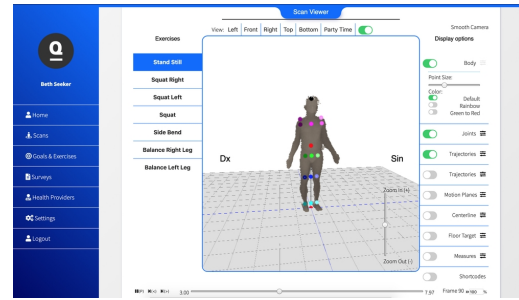 Scan Viewer
View: Left Front Right Top Bottom Party Time
Smooth Camera
Exercises
Display options
Stand Still
Squat Right
Squat Left
Squat
Side Bend
Balance Right Leg
Balance Left Leg
Beth Seeker
Home
Scans
Goals & Exercises
Surveys
Health Providers
Settings
Logout
Dx
Sin
Zoom In (+)
Zoom Out (-)
Body
Point Size:
Color:
Default
Rainbow
Green to Red
Joints
Trajectories
Trajectories
Motion Planes
Centerline
Floor Target
Measures
Shortcodes
3.00
7.97
Frame 90
100 %